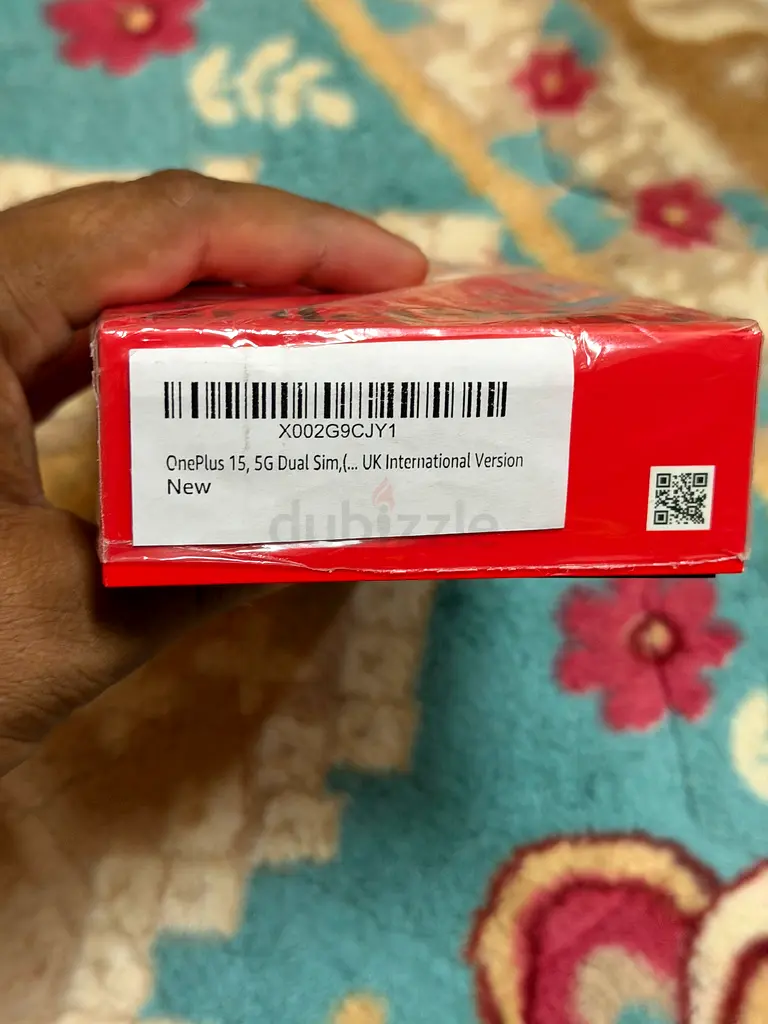 X002G9CJY1
OnePlus 15, 5G Dual Sim,(... UK International Version
New
dubizzle